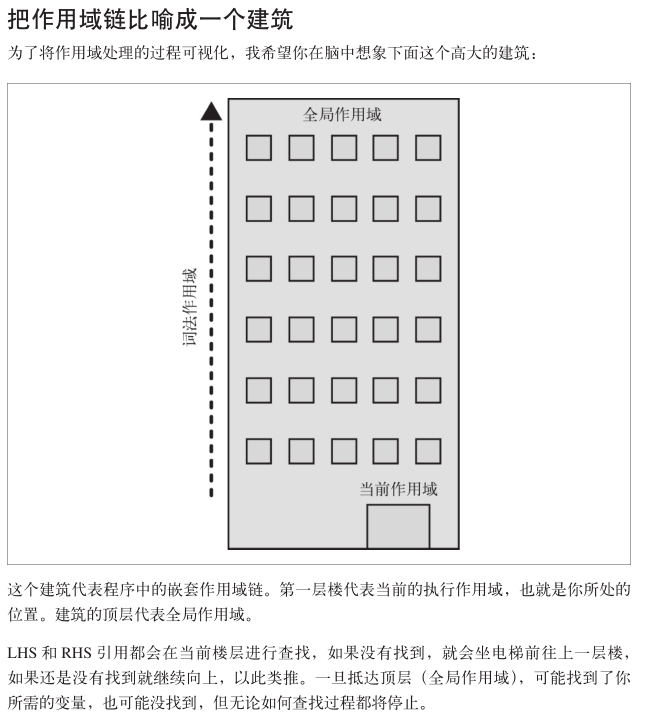 把作用域链比喻成一个建筑
为了将作用域处理的过程可视化，我希望你在脑中想象下面这个高大的建筑：
全局作用域
词法作用域
当前作用域
这个建筑代表程序中的嵌套作用域链。第一层楼代表当前的执行作用域，也就是你所处的
位置。建筑的顶层代表全局作用域。
LHS 和 RHS 引用都会在当前楼层进行查找，如果没有找到，就会坐电梯前往上一层楼，
如果还是没有找到就继续向上，以此类推。一旦抵达顶层（全局作用域），可能找到了你
所需的变量，也可能没找到，但无论如何查找过程都将停止。